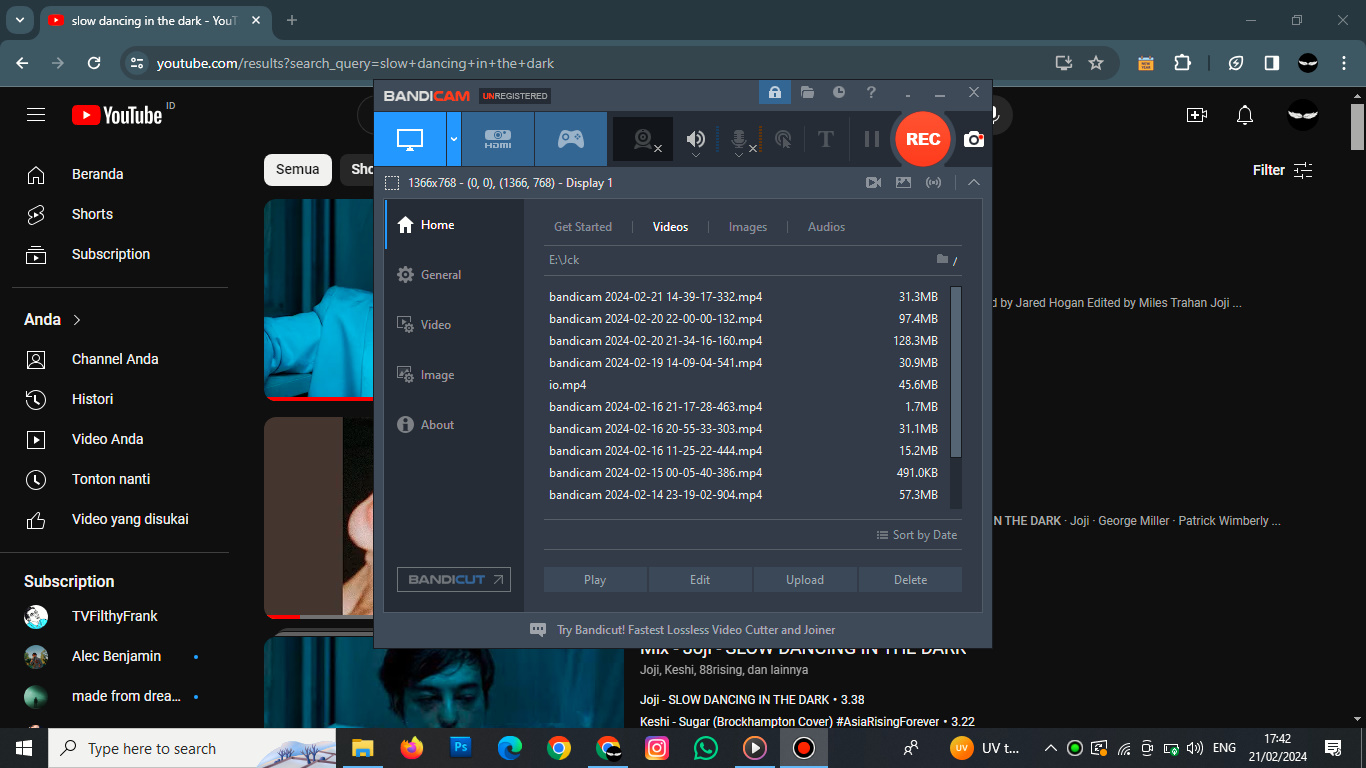 slow dancing in the dark - YouT
youtube.com/results?search_query=slow+dancing+in+the+dark
YouTube ID
BANDICAM UNREGISTERED
HDMI
T
REC
1366x768 - (0, 0), (1366, 768) - Display 1
Beranda
Shorts
Subscription
Anda
Channel Anda
Histori
Video Anda
Tonton nanti
Video yang disukai
Subscription
TVFilthyFrank
Alec Benjamin
made from drea...
Semua
Sho
Filter
Home
General
Video
Image
About
BANDICUT
Get Started
Videos
Images
Audios
E:\Jck
/
bandicam 2024-02-21 14-39-17-332.mp4 31.3MB
bandicam 2024-02-20 22-00-00-132.mp4 97.4MB
bandicam 2024-02-20 21-34-16-160.mp4 128.3MB
bandicam 2024-02-19 14-09-04-541.mp4 30.9MB
io.mp4 45.6MB
bandicam 2024-02-16 21-17-28-463.mp4 1.7MB
bandicam 2024-02-16 20-55-33-303.mp4 31.1MB
bandicam 2024-02-16 11-25-22-444.mp4 15.2MB
bandicam 2024-02-15 00-05-40-386.mp4 491.0KB
bandicam 2024-02-14 23-19-02-904.mp4 57.3MB
Sort by Date
Play
Edit
Upload
Delete
Try Bandicut! Fastest Lossless Video Cutter and Joiner
d by Jared Hogan Edited by Miles Trahan Joji ...
N THE DARK · Joji · George Miller · Patrick Wimberly ...
Mix - Joji - SLOW DANCING IN THE DARK
Joji, Keshi, 88rising, dan lainnya
Joji - SLOW DANCING IN THE DARK • 3.38
Keshi - Sugar (Brockhampton Cover) #AsiaRisingForever • 3.22
Type here to search
Ps
UV
UV t...
ENG
17:42
21/02/2024